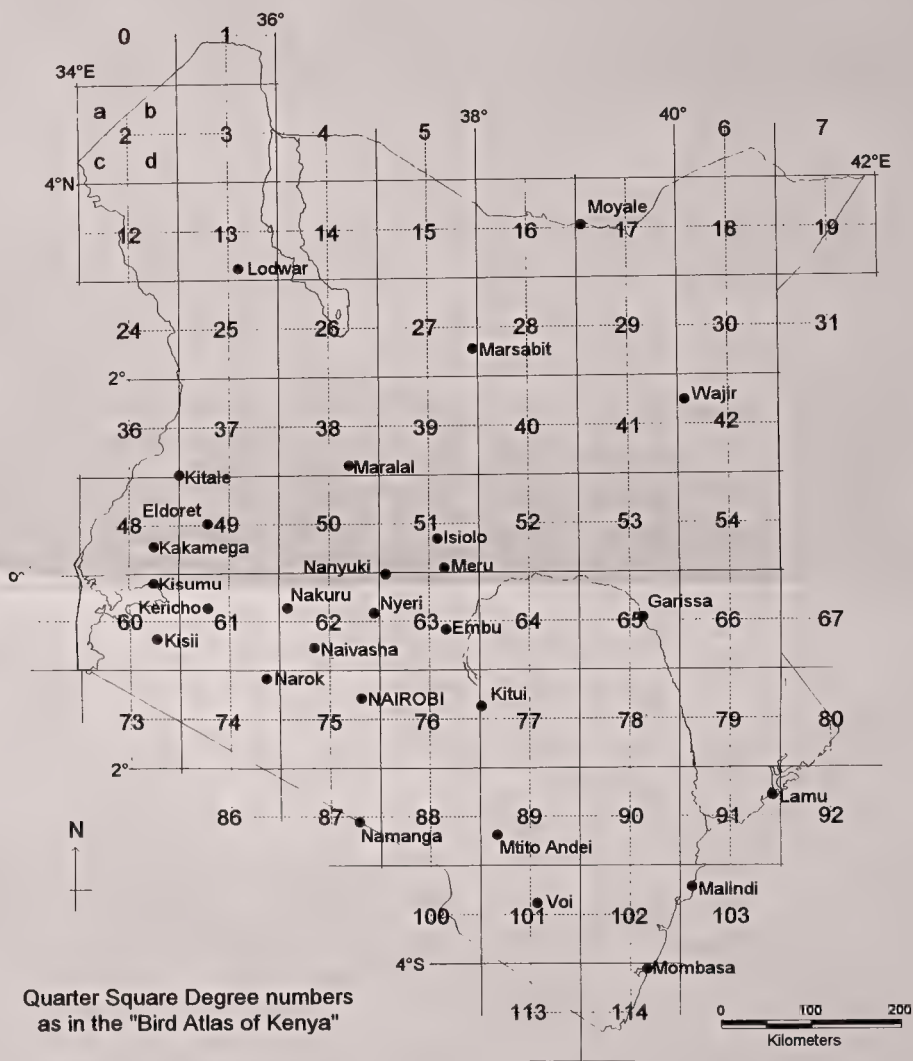 36°
0 1
34°E
a b
38° 40°
2 3 4 5 6 7
c d
42°E
4°N
Moyale
12 13 14 15 16 17 18 19
Lodwar
24 25 26 27 28 29 30 31
Marsabit
2°
Wajir
36 37 38 39 40 41 42
Maralal
Kitale
Eldoret
48 49 50 51 52 53 54
Isiolo
Kakamega
Nanyuki Meru
0°
Kisumu
Kericho Nakuru Nyeri Garissa
60 61 62 63 64 65 66 67
Embu
Kisii
Naivasha
Narok
NAIROBI Kitui
73 74 75 76 77 78 79 80
2°
Lamu
86 87 88 89 90 91 92
N
Namanga
Mtito Andei
Malindi
Voi
100 101 102 103
4°S
Mombasa
Quarter Square Degree numbers
as in the "Bird Atlas of Kenya"
113 114
0 100 200
Kilometers